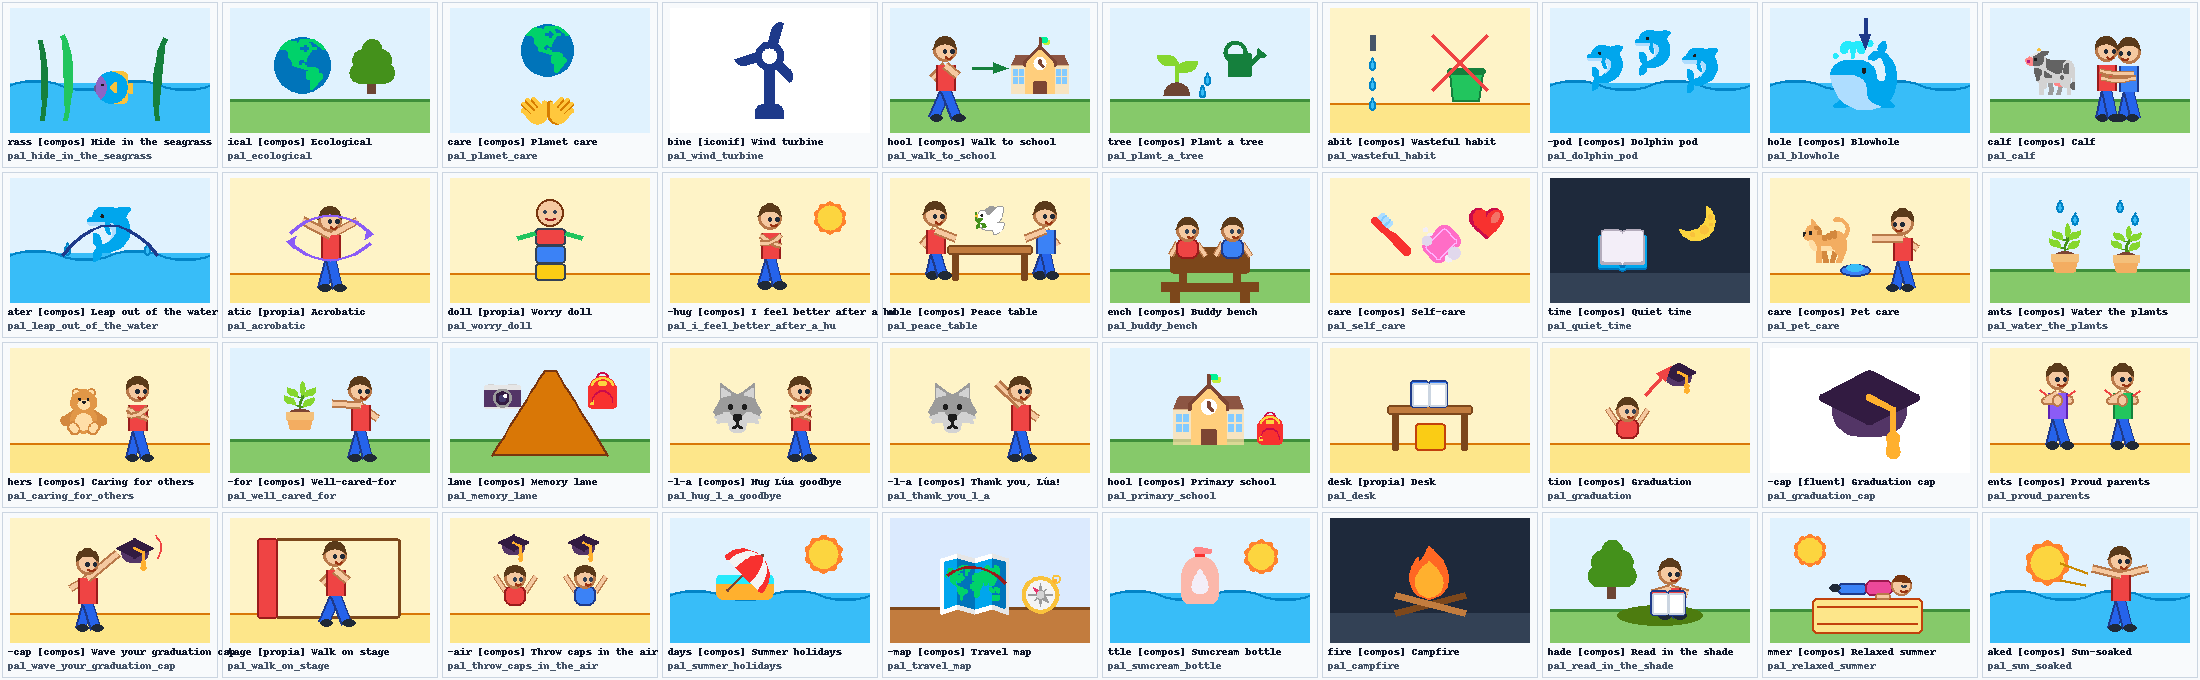 rass [compos] Hide in the seagrass
pal_hide_in_the_seagrass
ical [compos] Ecological
pal_ecological
care [compos] Planet care
pal_planet_care
bine [iconif] Wind turbine
pal_wind_turbine
hool [compos] Walk to school
pal_walk_to_school
tree [compos] Plant a tree
pal_plant_a_tree
abit [compos] Wasteful habit
pal_wasteful_habit
-pod [compos] Dolphin pod
pal_dolphin_pod
hole [compos] Blowhole
pal_blowhole
calf [compos] Calf
pal_calf
ater [compos] Leap out of the water
pal_leap_out_of_the_water
atic [propia] Acrobatic
pal_acrobatic
doll [propia] Worry doll
pal_worry_doll
-hug [compos] I feel better after a
pal_i_feel_better_after_a_hu
able [compos] Peace table
pal_peace_table
ench [compos] Buddy bench
pal_buddy_bench
care [compos] Self-care
pal_self_care
time [compos] Quiet time
pal_quiet_time
care [compos] Pet care
pal_pet_care
ants [compos] Water the plants
pal_water_the_plants
hers [compos] Caring for others
pal_caring_for_others
-for [compos] Well-cared-for
pal_well_cared_for
lane [compos] Memory lane
pal_memory_lane
-l-a [compos] Hug Lúa goodbye
pal_hug_l_a_goodbye
-l-a [compos] Thank you, Lúa!
pal_thank_you_l_a
hool [compos] Primary school
pal_primary_school
desk [propia] Desk
pal_desk
tion [compos] Graduation
pal_graduation
-cap [fluent] Graduation cap
pal_graduation_cap
ents [compos] Proud parents
pal_proud_parents
-cap [compos] Wave your graduation
pal_wave_your_graduation_cap
tage [propia] Walk on stage
pal_walk_on_stage
-air [compos] Throw caps in the air
pal_throw_caps_in_the_air
days [compos] Summer holidays
pal_summer_holidays
-map [compos] Travel map
pal_travel_map
ttle [compos] Suncream bottle
pal_suncream_bottle
fire [compos] Campfire
pal_campfire
hade [compos] Read in the shade
pal_read_in_the_shade
mmer [compos] Relaxed summer
pal_relaxed_summer
aked [compos] Sun-soaked
pal_sun_soaked